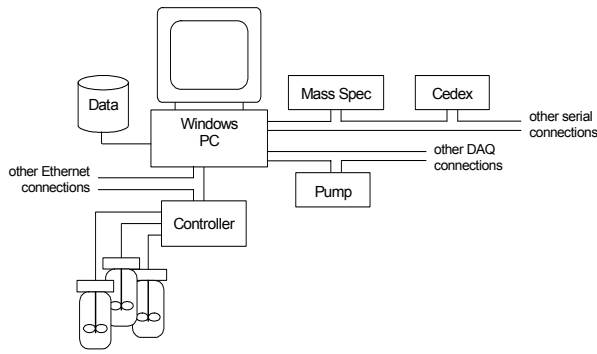 Data
Windows
PC
Mass Spec
Cedex
other serial
connections
other DAQ
connections
other Ethernet
connections
Pump
Controller